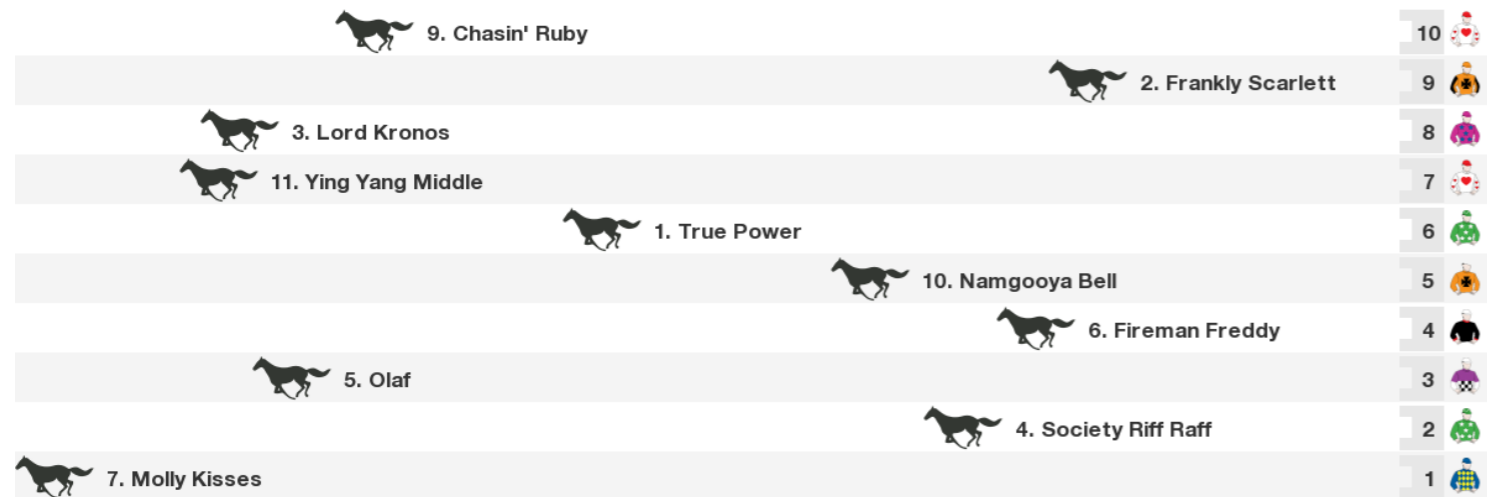 9. Chasin' Ruby 10
2. Frankly Scarlett 9
3. Lord Kronos 8
11. Ying Yang Middle 7
1. True Power 6
10. Namgooya Bell 5
6. Fireman Freddy 4
5. Olaf 3
4. Society Riff Raff 2
7. Molly Kisses 1